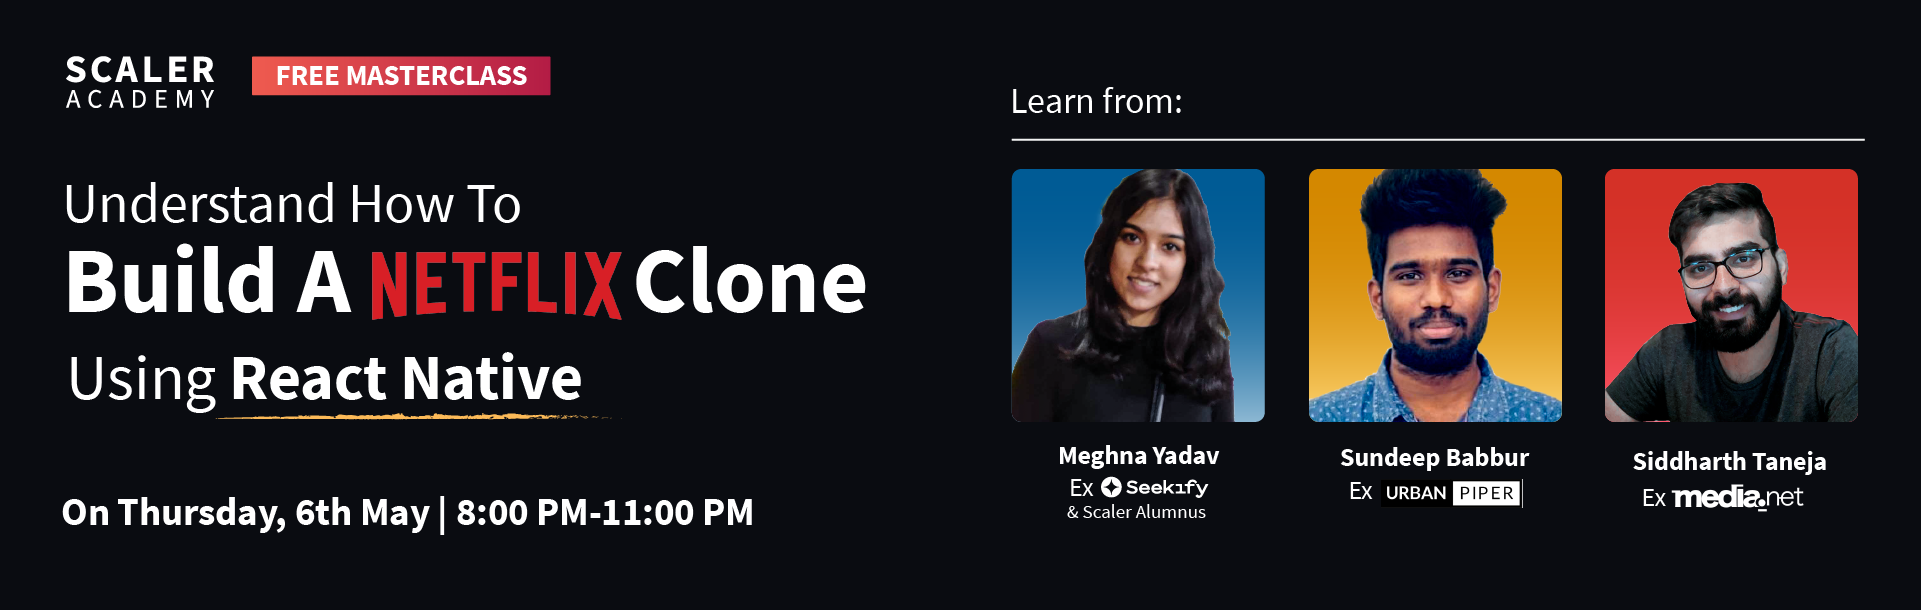 SCALER
ACADEMY
FREE MASTERCLASS
Understand How To
Build A NETFLIX Clone
Using React Native
On Thursday, 6th May | 8:00 PM-11:00 PM
Learn from:
Meghna Yadav
Ex Seekify
& Scaler Alumnus
Sundeep Babbur
Ex URBAN PIPER
Siddharth Taneja
Ex media.net